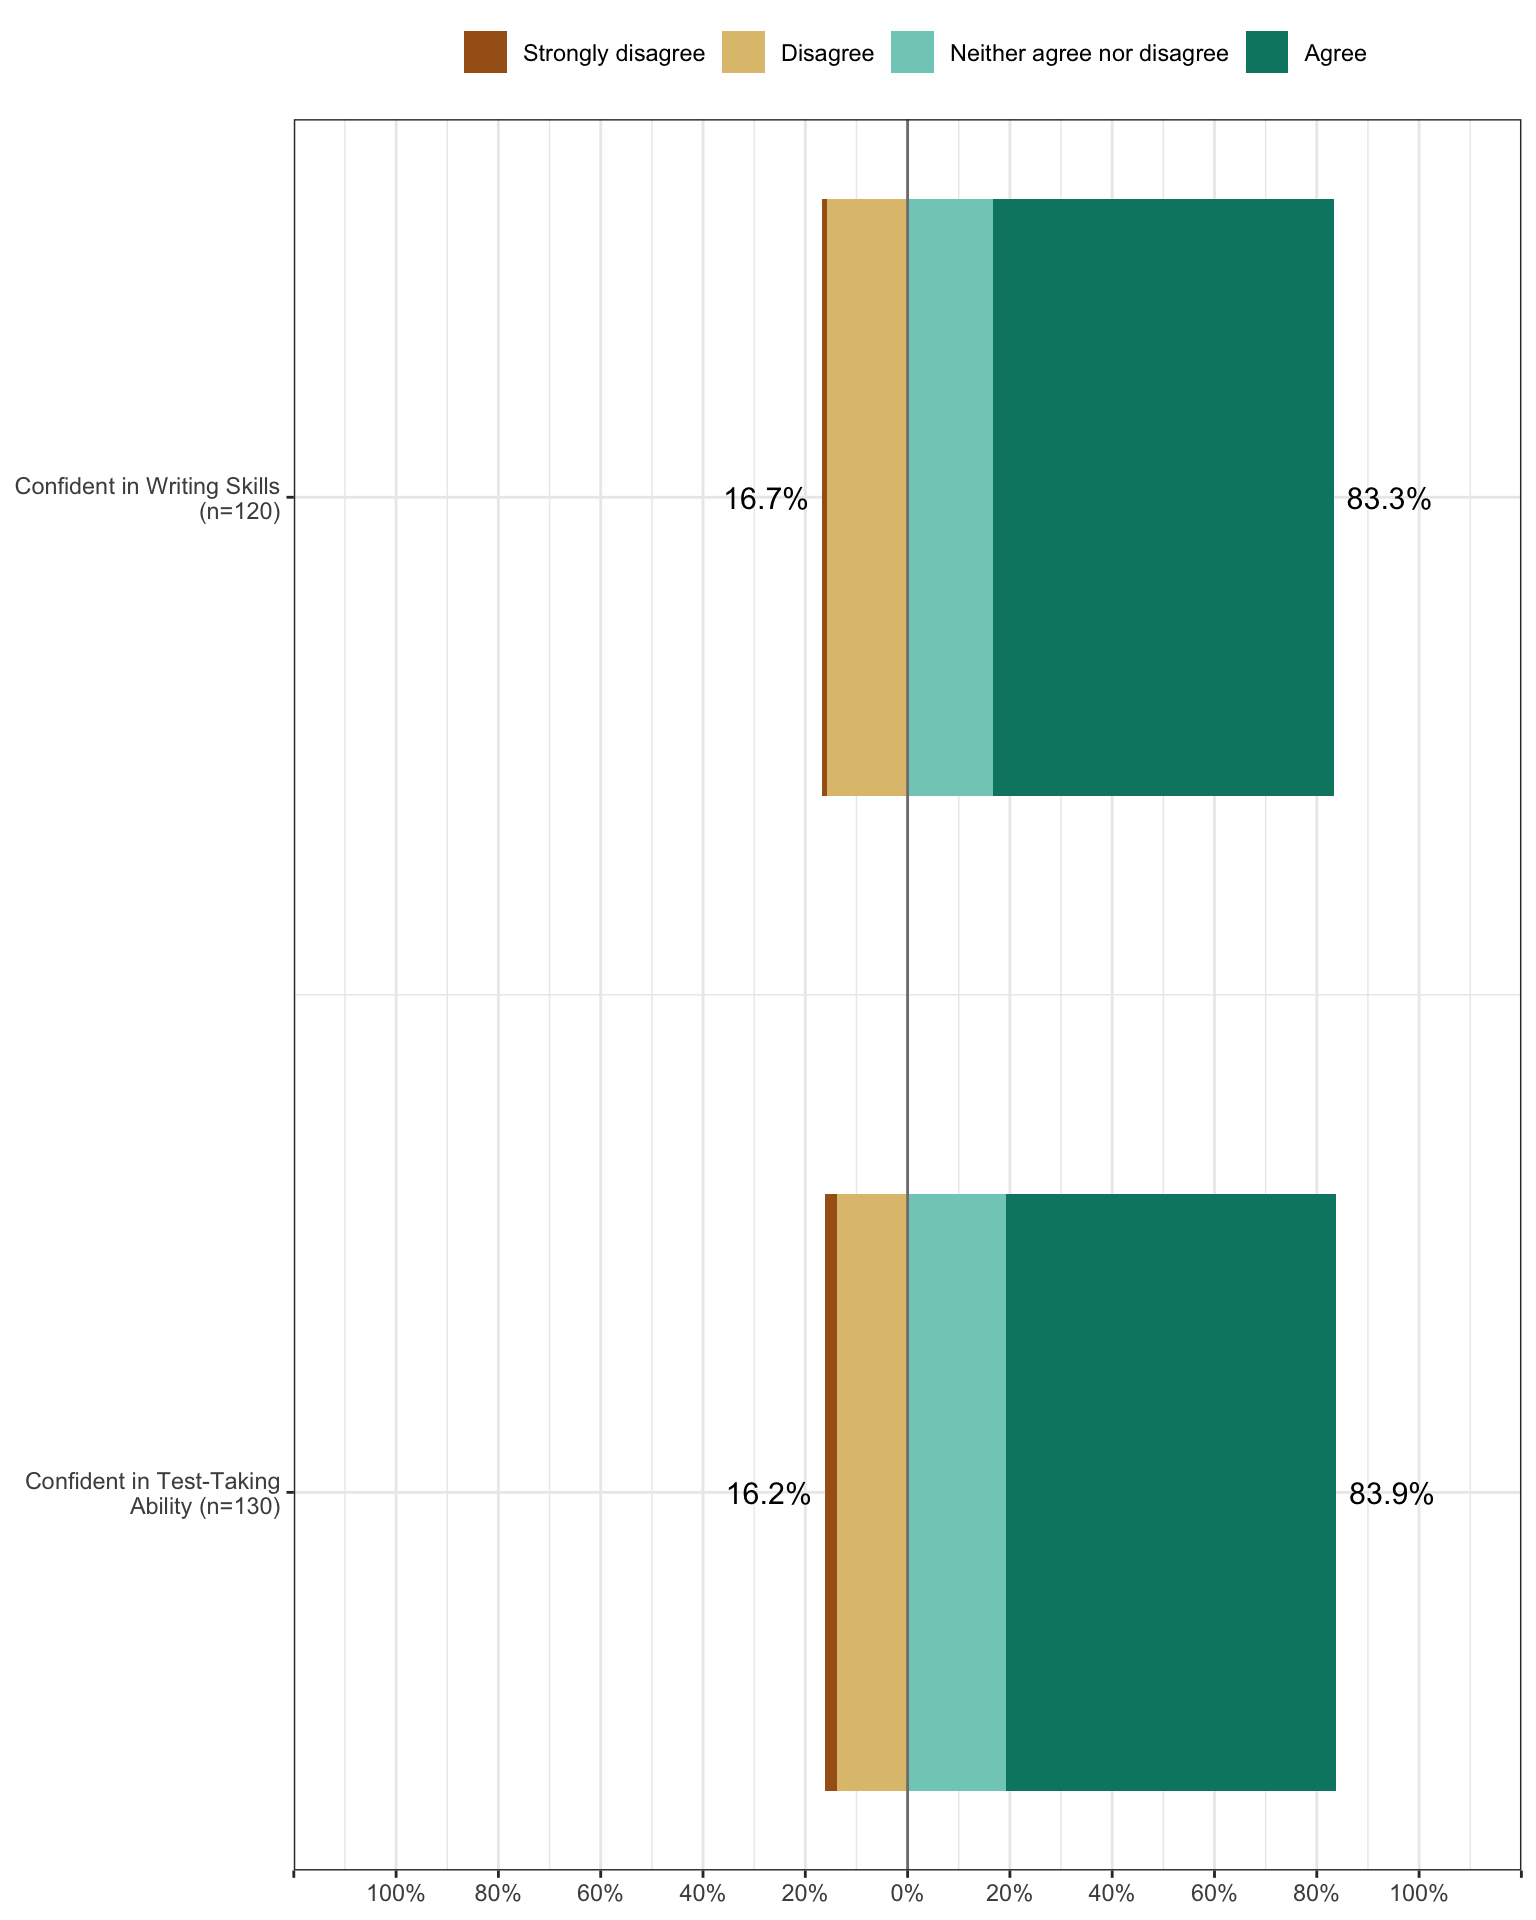 Strongly disagree Disagree Neither agree nor disagree Agree
Confident in Writing Skills
(n=120)
16.7% 83.3%
Confident in Test-Taking
Ability (n=130)
16.2% 83.9%
100% 80% 60% 40% 20% 0% 20% 40% 60% 80% 100%